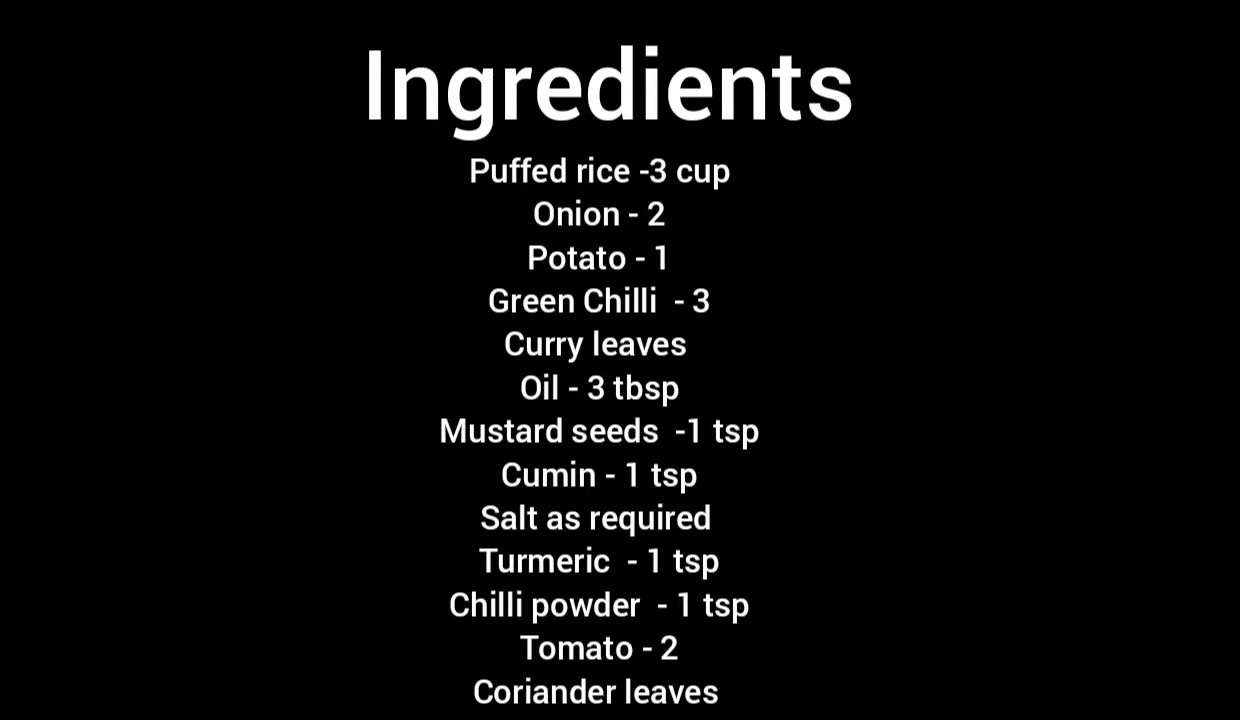 Ingredients
Puffed rice -3 cup
Onion - 2
Potato - 1
Green Chilli  - 3
Curry leaves
Oil - 3 tbsp
Mustard seeds  -1 tsp
Cumin - 1 tsp
Salt as required
Turmeric  - 1 tsp
Chilli powder  - 1 tsp
Tomato - 2
Coriander leaves